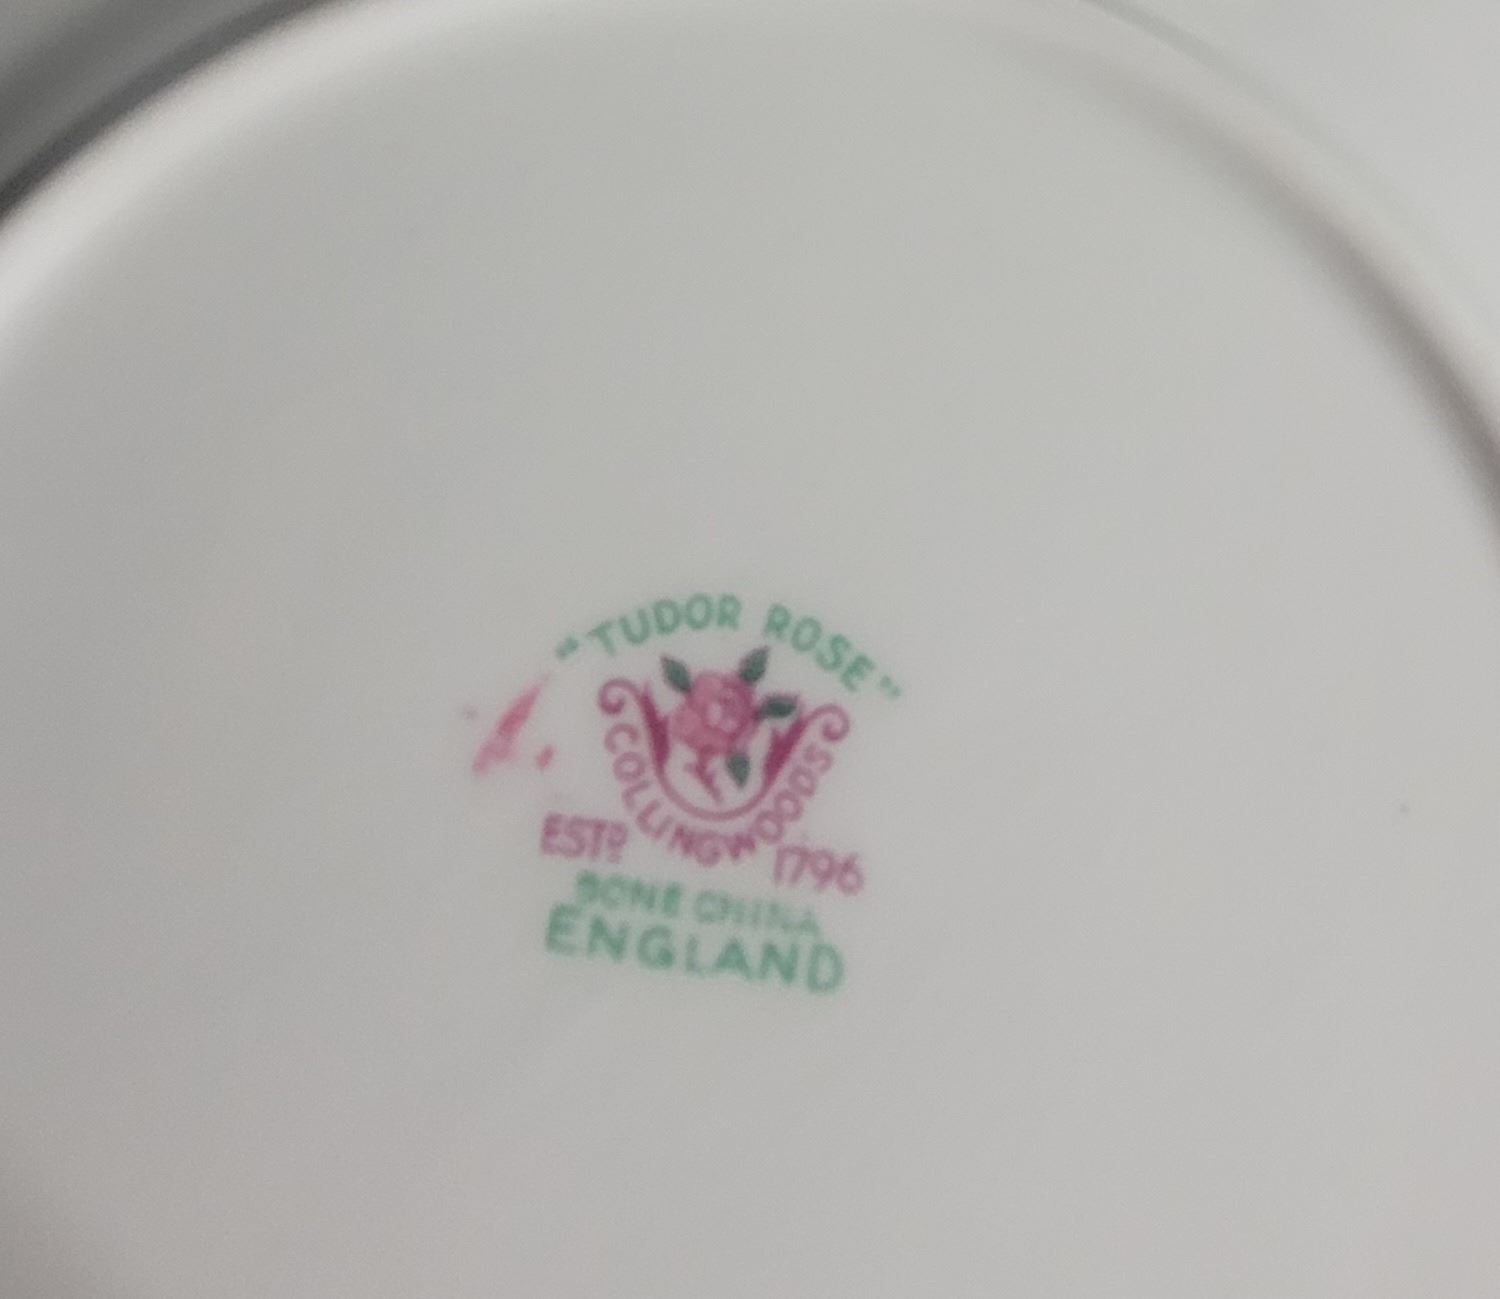 "TUDOR ROSE"
COLLINGWOODS
ESTD 1796
BONE CHINA
ENGLAND